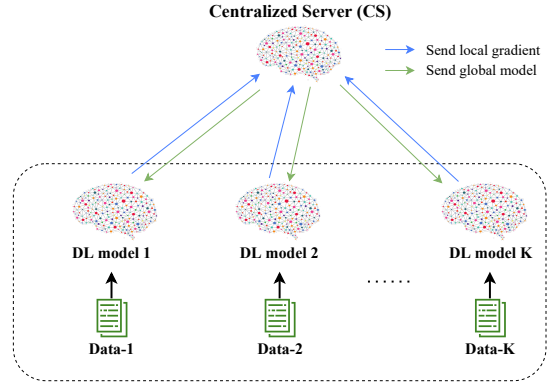 Centralized Server (CS)
Send local gradient
Send global model
DL model 1
DL model 2
DL model K
......
Data-1
Data-2
Data-K